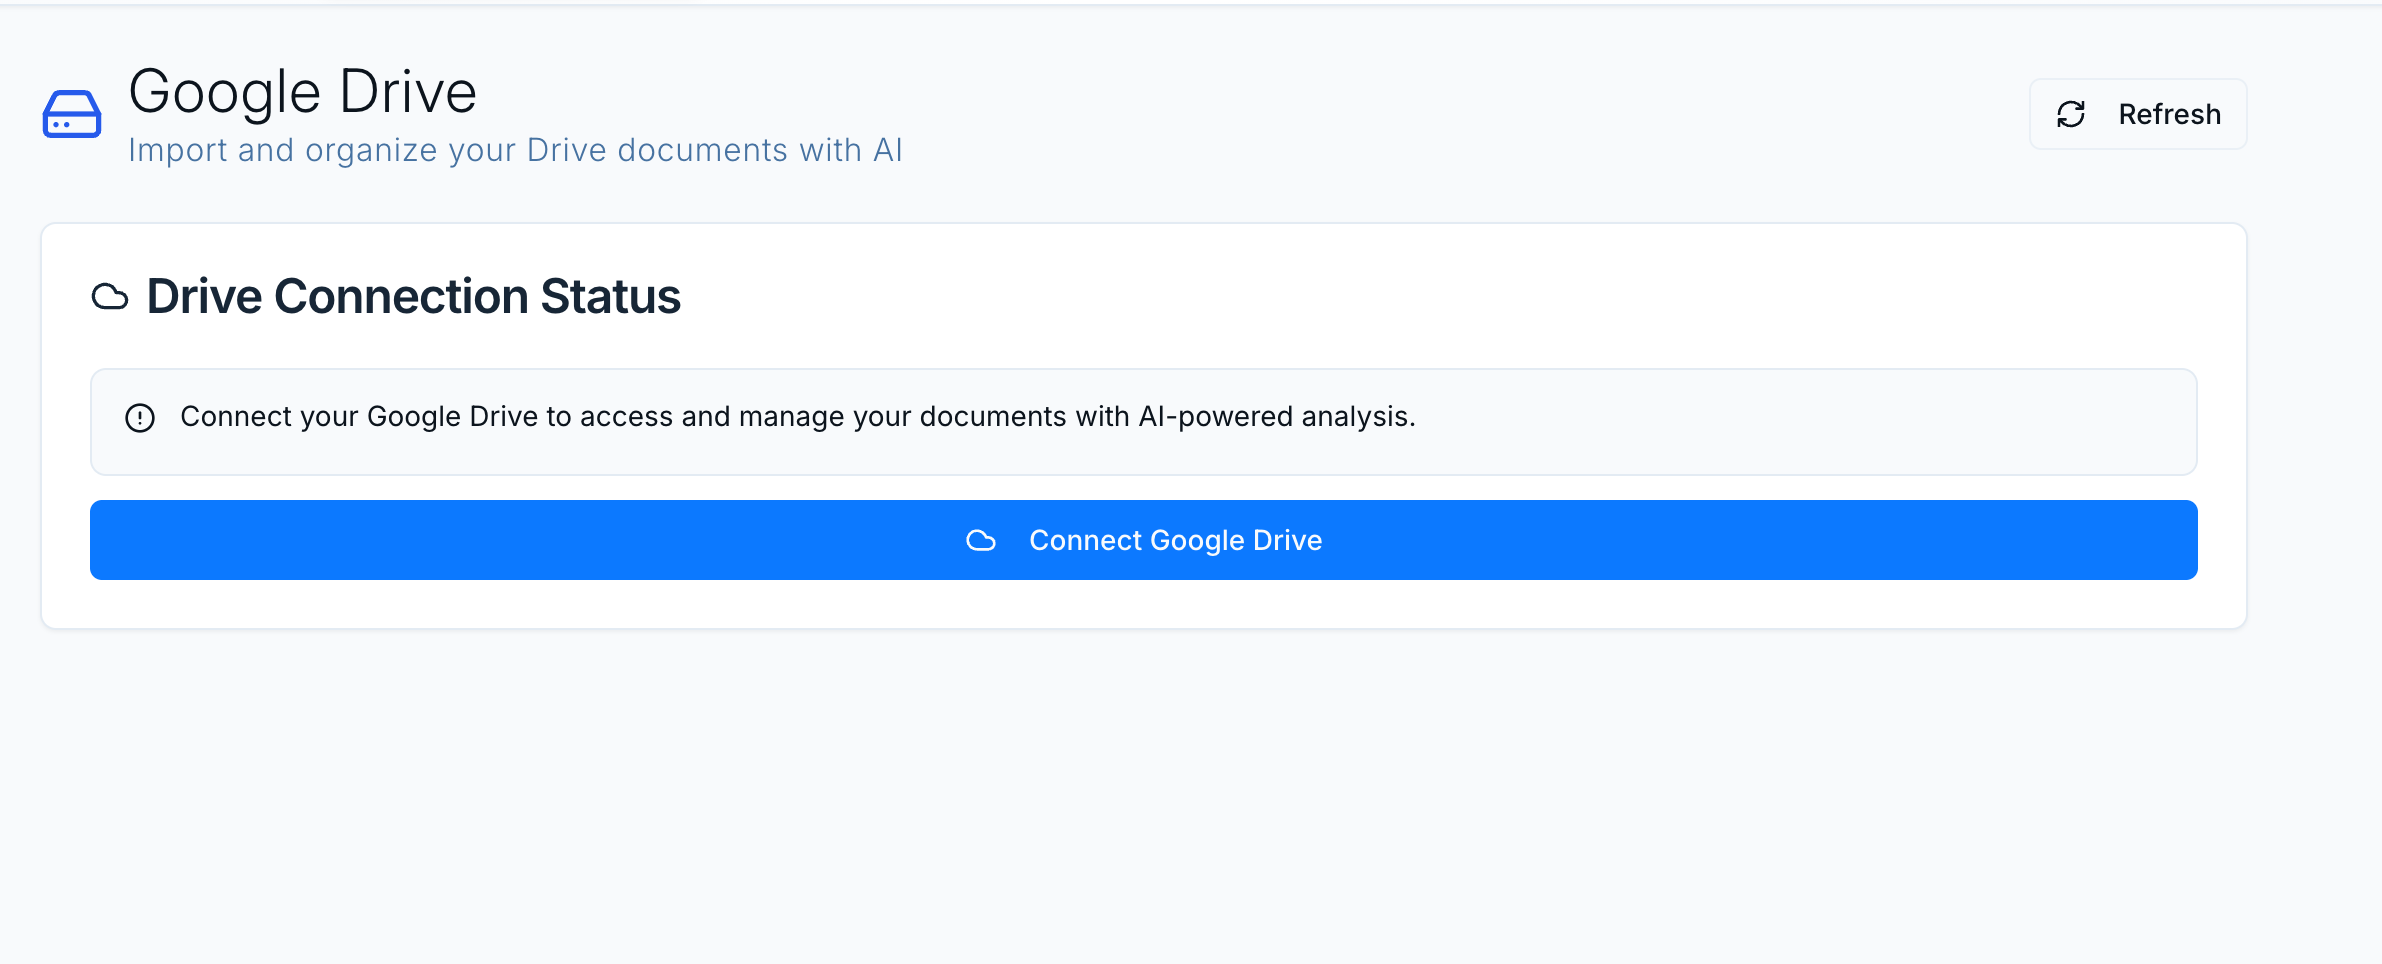 Google Drive
Import and organize your Drive documents with AI
Refresh
Drive Connection Status
Connect your Google Drive to access and manage your documents with AI-powered analysis.
Connect Google Drive